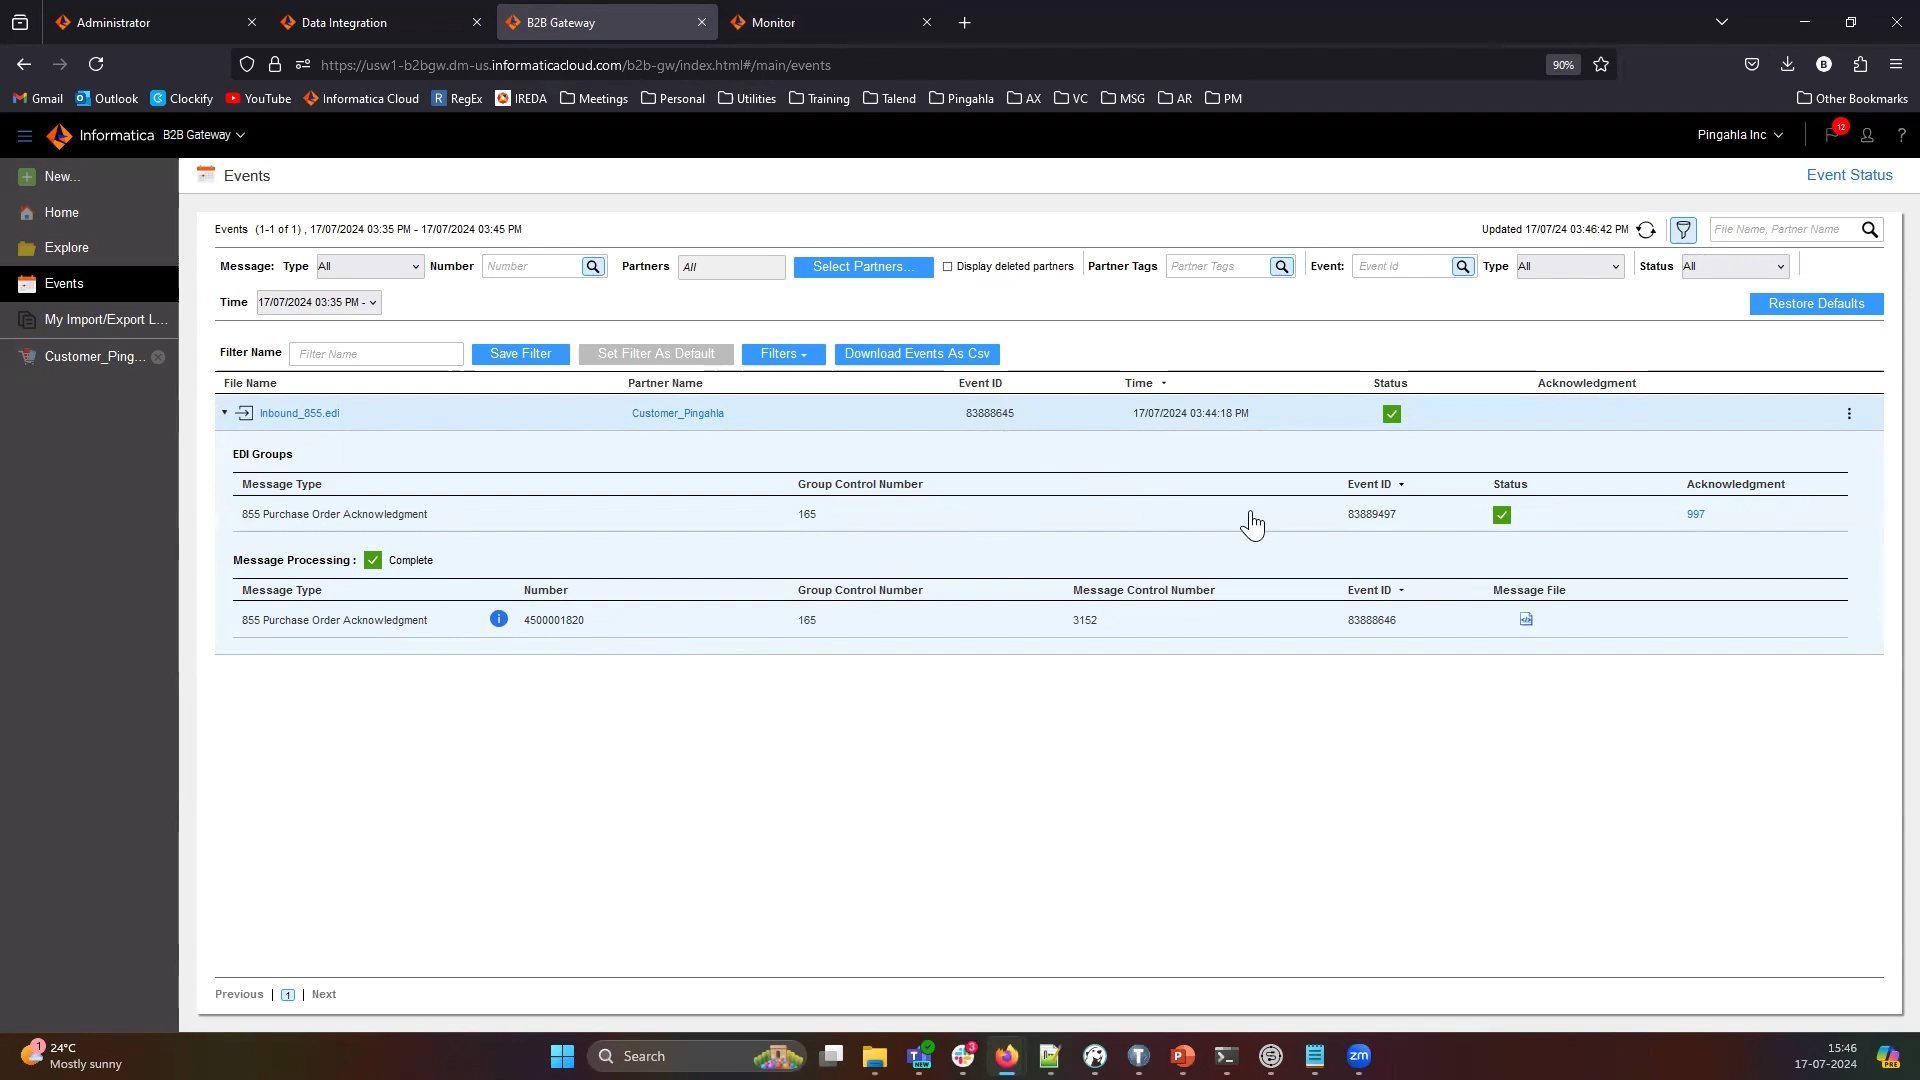 Administrator
Data Integration
B2B Gateway
Monitor
https://usw1-b2bgw.dm-us.informaticacloud.com/b2b-gw/index.html#/main/events
90%
B
Gmail Outlook Clockify YouTube Informatica Cloud R RegEx IREDA Meetings Personal Utilities Training Talend Pingahla AX VC MSG AR PM Other Bookmarks
Informatica B2B Gateway Pingahla Inc 12 ?
New...
Home
Explore
Events
My Import/Export L...
Customer_Ping...
Events Event Status
Events (1-1 of 1) , 17/07/2024 03:35 PM - 17/07/2024 03:45 PM Updated 17/07/24 03:46:42 PM File Name, Partner Name
Message: Type All Number Number Partners All Select Partners... Display deleted partners Partner Tags Partner Tags Event: Event Id Type All Status All
Time 17/07/2024 03:35 PM - Restore Defaults
Filter Name Filter Name Save Filter Set Filter As Default Filters Download Events As Csv
File Name Partner Name Event ID Time Status Acknowledgment
Inbound_855.edi Customer_Pingahla 83888645 17/07/2024 03:44:18 PM
EDI Groups
Message Type Group Control Number Event ID Status Acknowledgment
855 Purchase Order Acknowledgment 165 83889497 997
Message Processing : Complete
Message Type Number Group Control Number Message Control Number Event ID Message File
855 Purchase Order Acknowledgment i 4500001820 165 3152 83888646
Previous | 1 | Next
1 24°C
Mostly sunny
Search
NEW
3
zm
15:46
17-07-2024
PRE